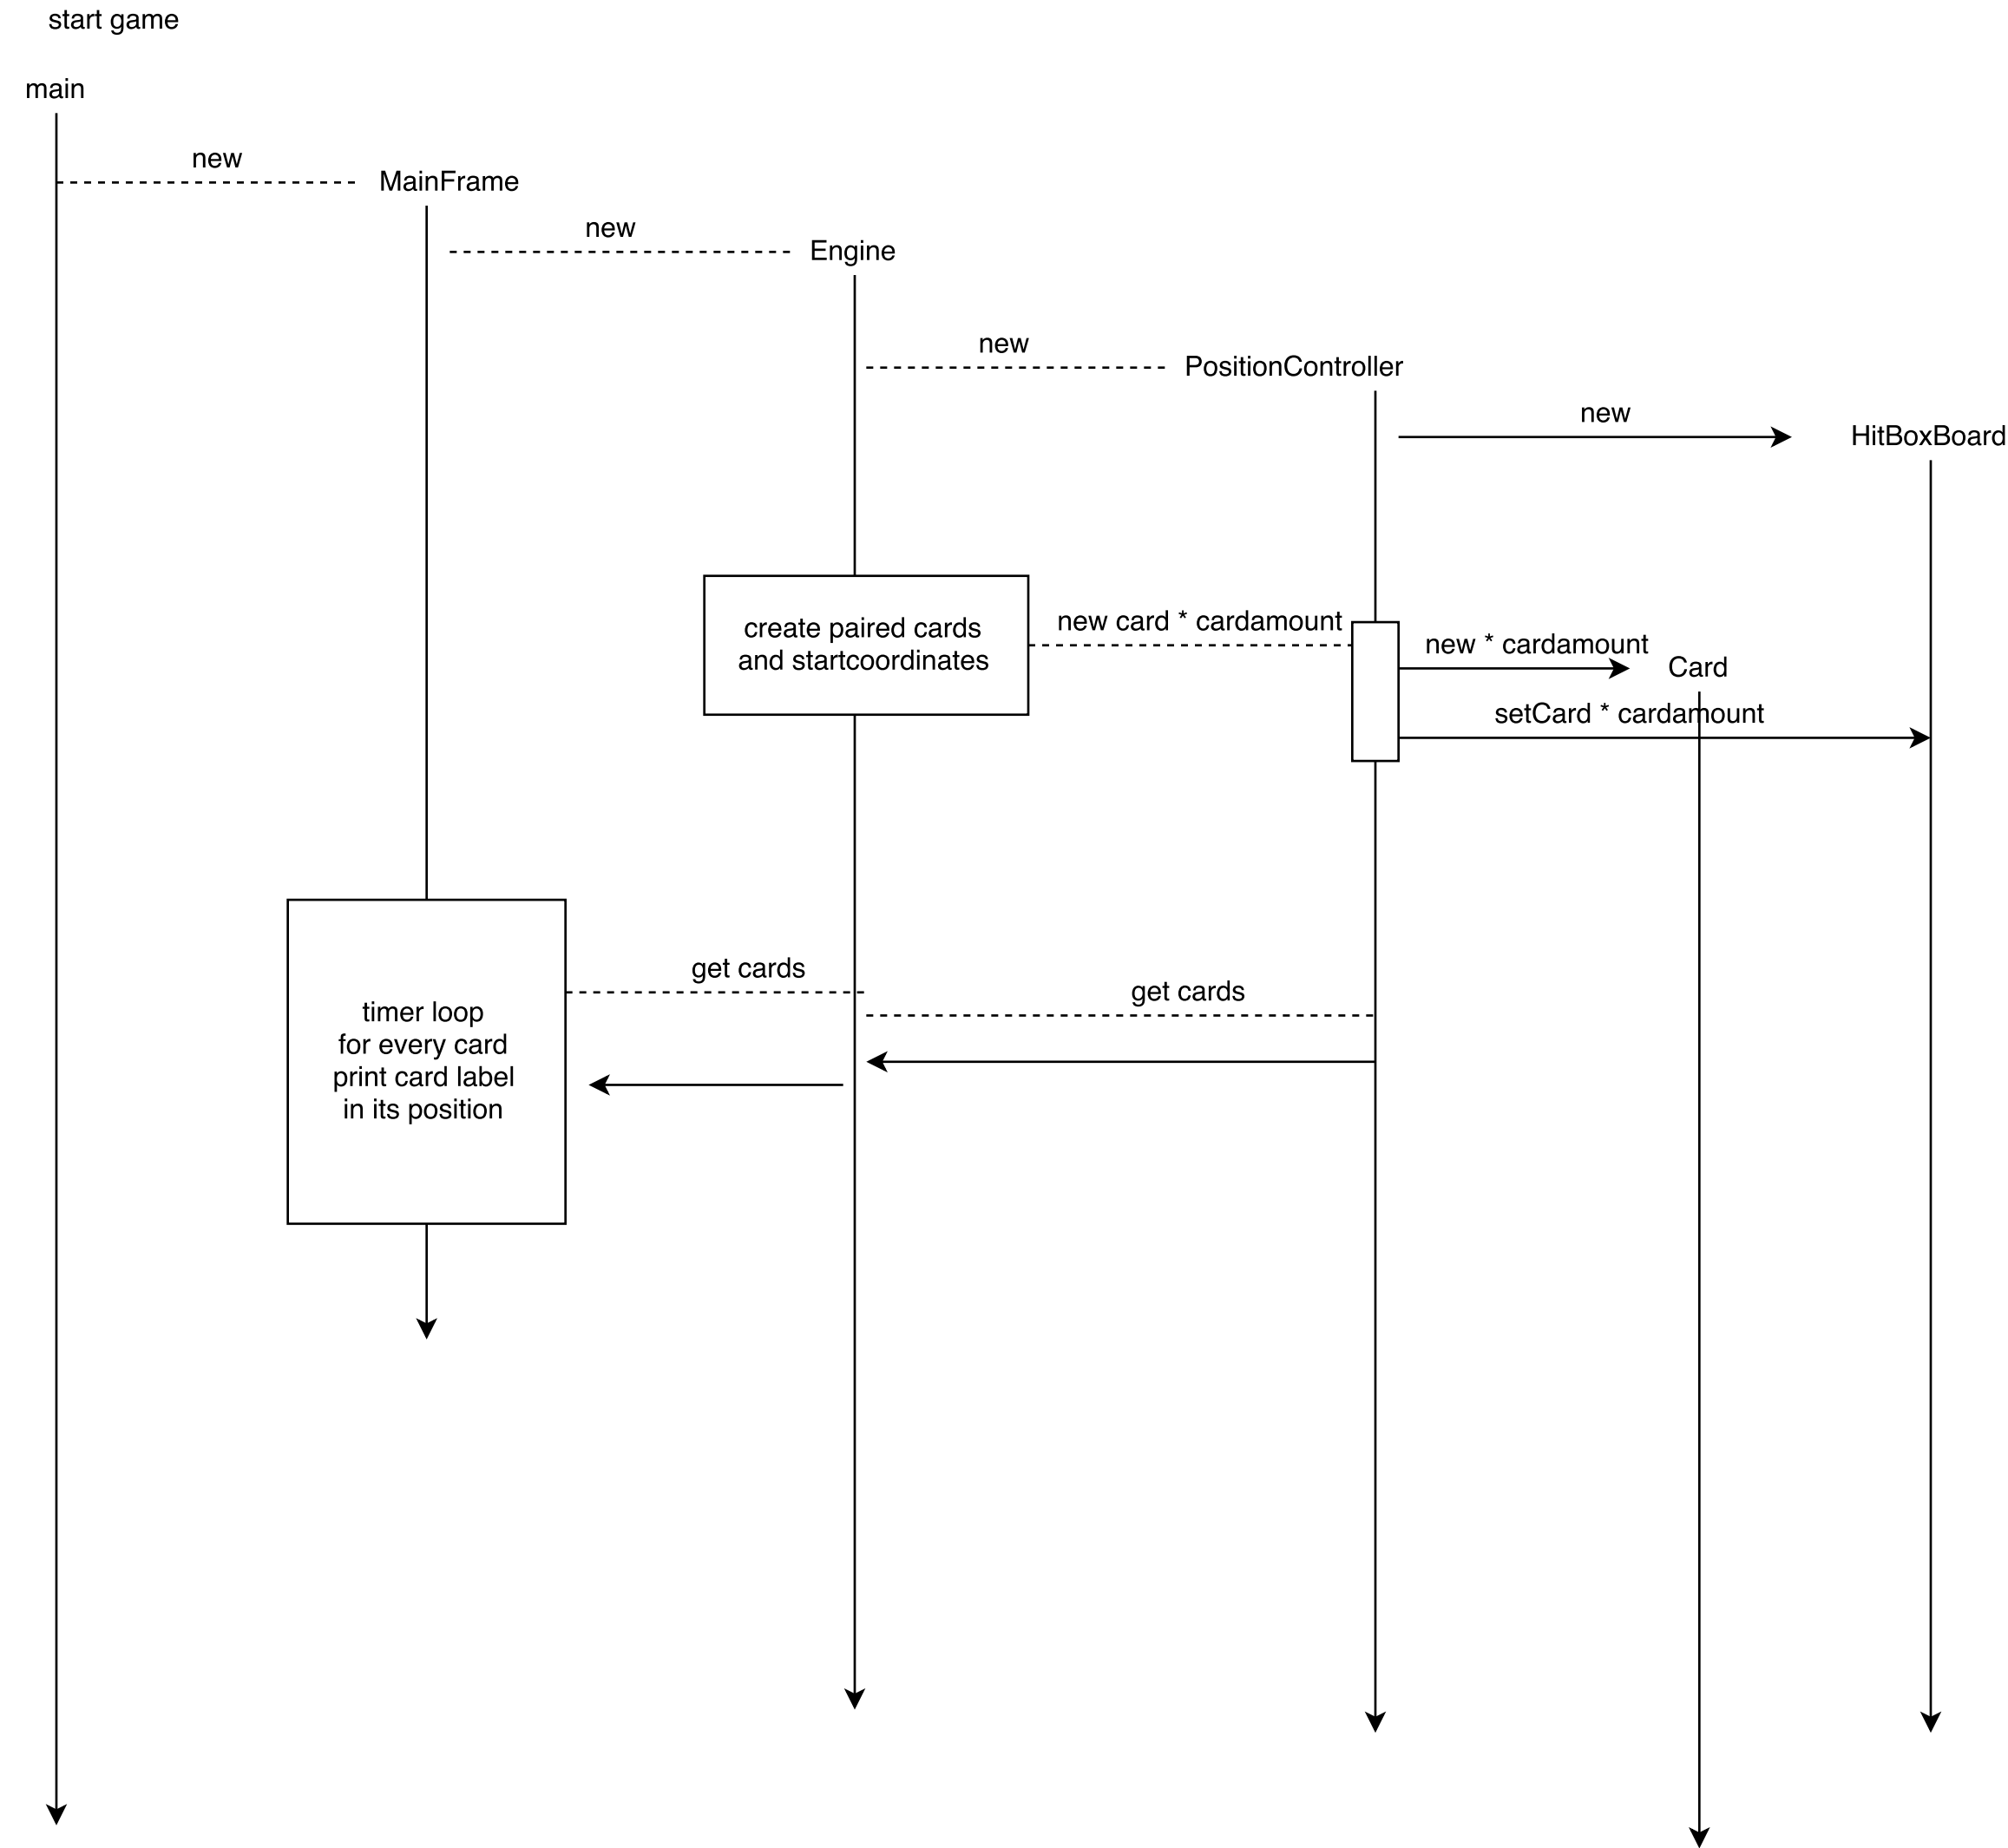 start game
main
new
MainFrame
new
Engine
new
PositionController
new
HitBoxBoard
create paired cards
and startcoordinates
new card * cardamount
new * cardamount
Card
setCard * cardamount
get cards
get cards
timer loop
for every card
print card label
in its position